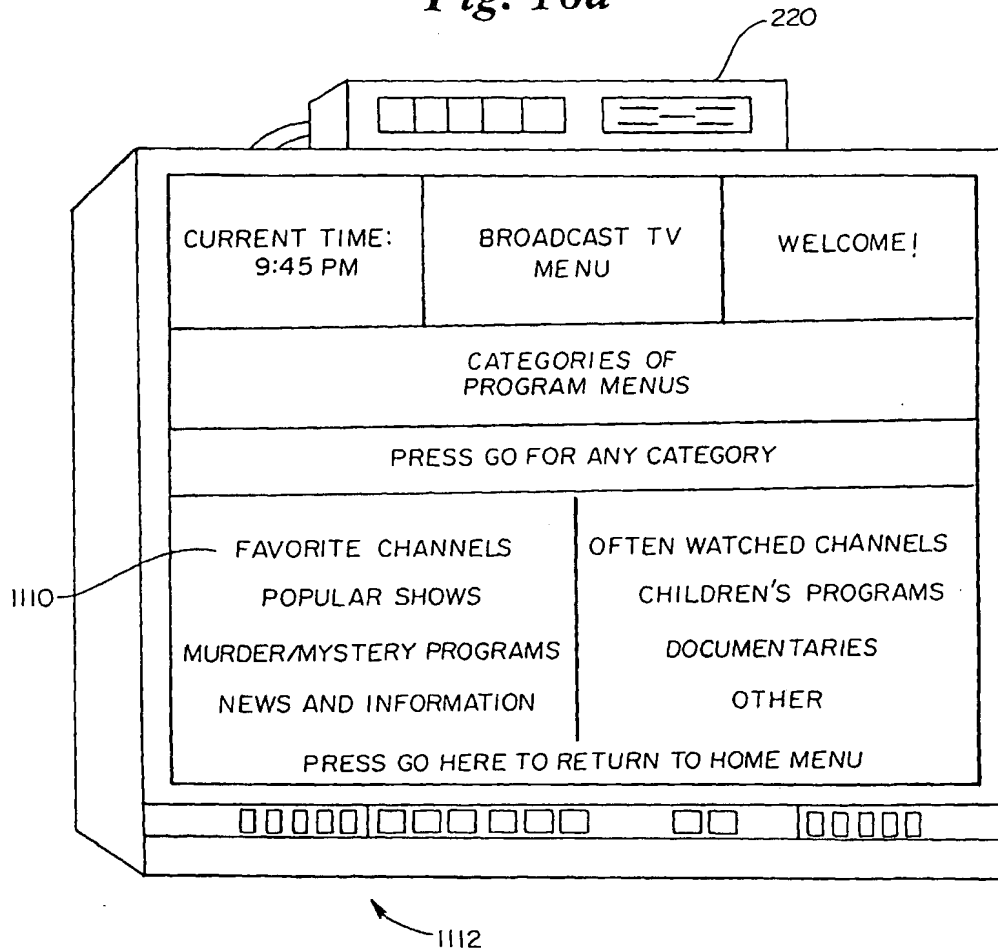 Fig. 16a
220
CURRENT TIME:
9:45 PM
BROADCAST TV
MENU
WELCOME!
CATEGORIES OF
PROGRAM MENUS
PRESS GO FOR ANY CATEGORY
FAVORITE CHANNELS
POPULAR SHOWS
MURDER/MYSTERY PROGRAMS
NEWS AND INFORMATION
OFTEN WATCHED CHANNELS
CHILDREN'S PROGRAMS
DOCUMENTARIES
OTHER
PRESS GO HERE TO RETURN TO HOME MENU
1110
1112